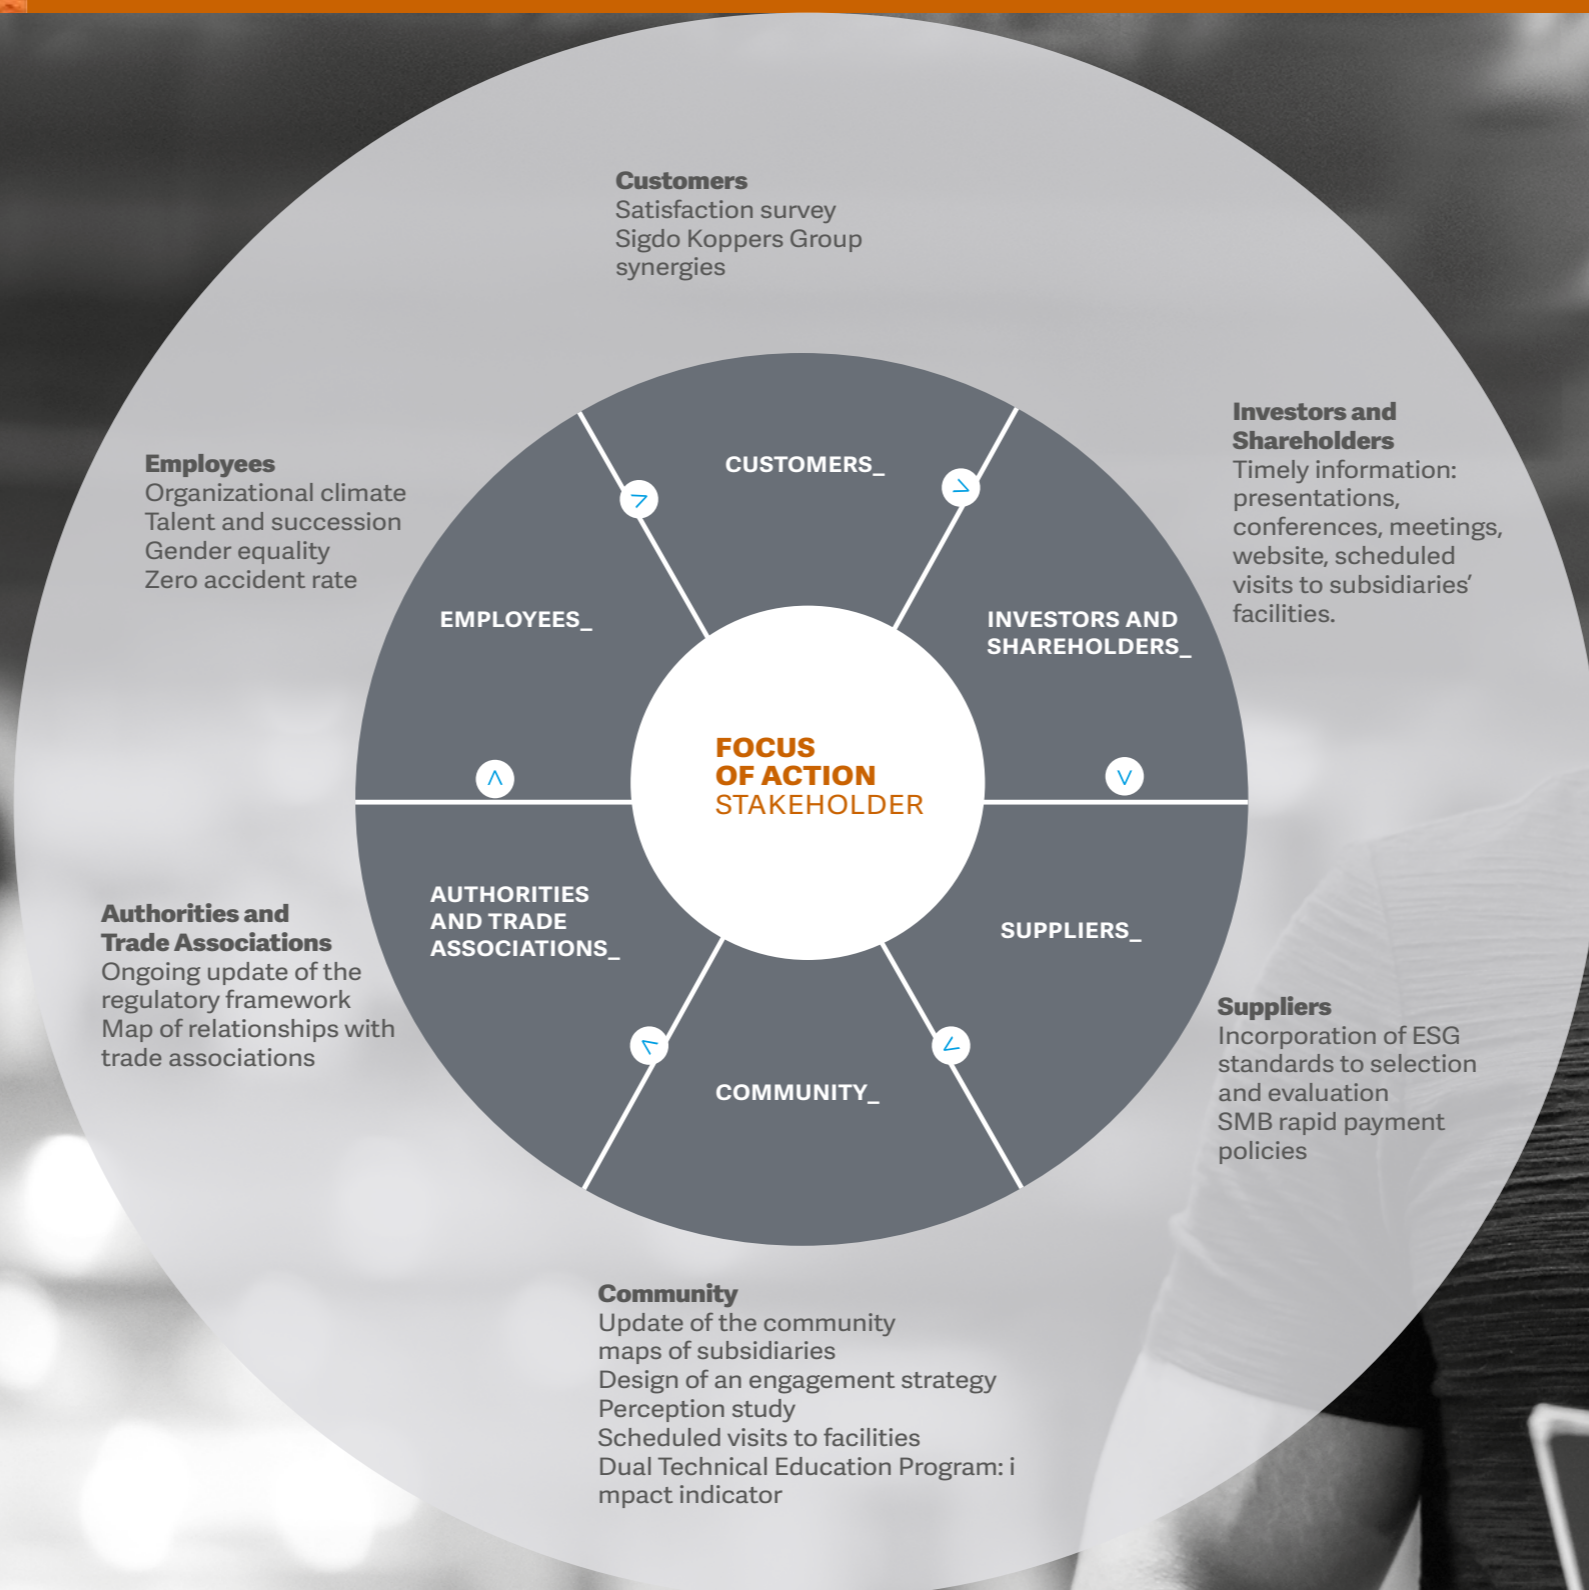 Customers
Satisfaction survey
Sigdo Koppers Group
synergies
Investors and
Shareholders
Timely information:
presentations,
conferences, meetings,
website, scheduled
visits to subsidiaries’
facilities.
Employees
Organizational climate
Talent and succession
Gender equality
Zero accident rate
CUSTOMERS_
EMPLOYEES_
INVESTORS AND
SHAREHOLDERS_
FOCUS
OF ACTION
STAKEHOLDER
AUTHORITIES
AND TRADE
ASSOCIATIONS_
SUPPLIERS_
COMMUNITY_
Authorities and
Trade Associations
Ongoing update of the
regulatory framework
Map of relationships with
trade associations
Suppliers
Incorporation of ESG
standards to selection
and evaluation
SMB rapid payment
policies
Community
Update of the community
maps of subsidiaries
Design of an engagement strategy
Perception study
Scheduled visits to facilities
Dual Technical Education Program: i
mpact indicator